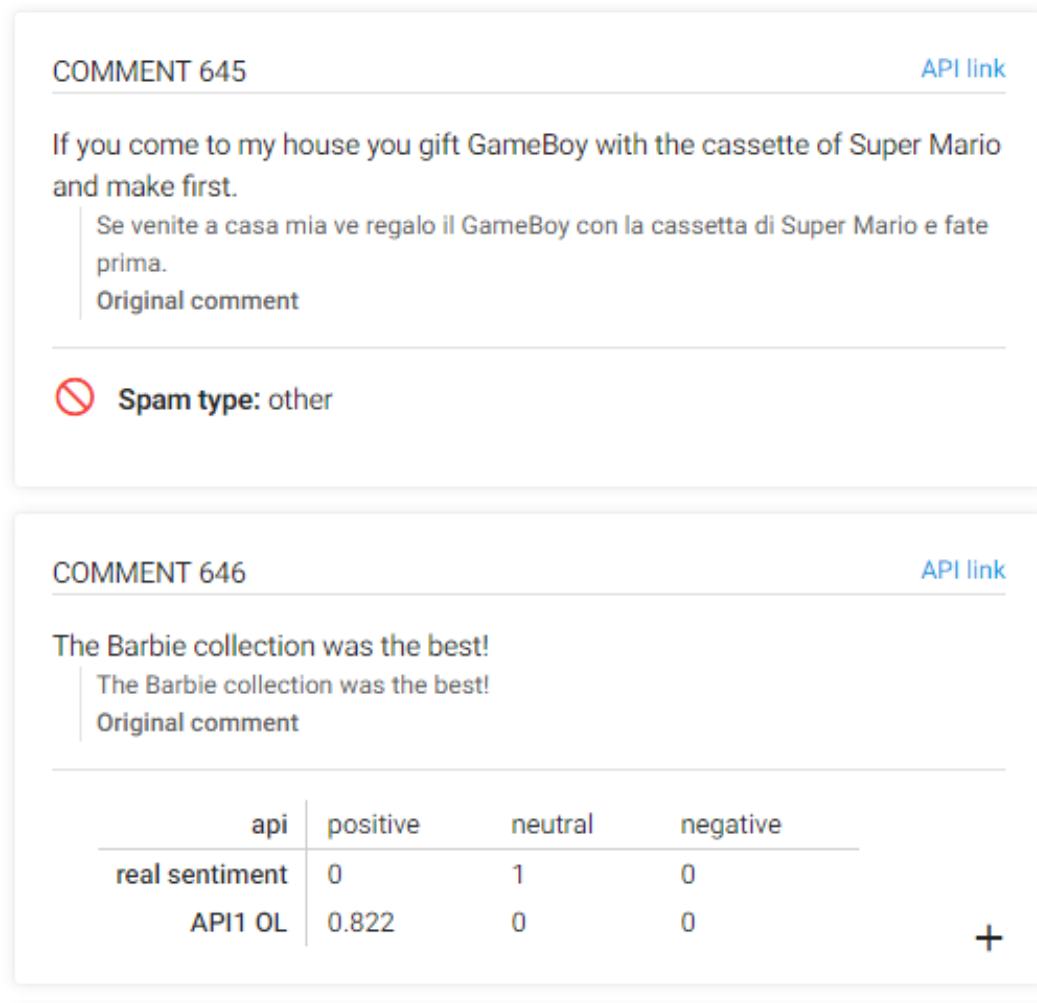 COMMENT 645 API link
If you come to my house you gift GameBoy with the cassette of Super Mario
and make first.
Se venite a casa mia ve regalo il GameBoy con la cassetta di Super Mario e fate
prima.
Original comment
Spam type: other
COMMENT 646 API link
The Barbie collection was the best!
The Barbie collection was the best!
Original comment
api positive neutral negative
real sentiment 0 1 0
API1 OL 0.822 0 0
+